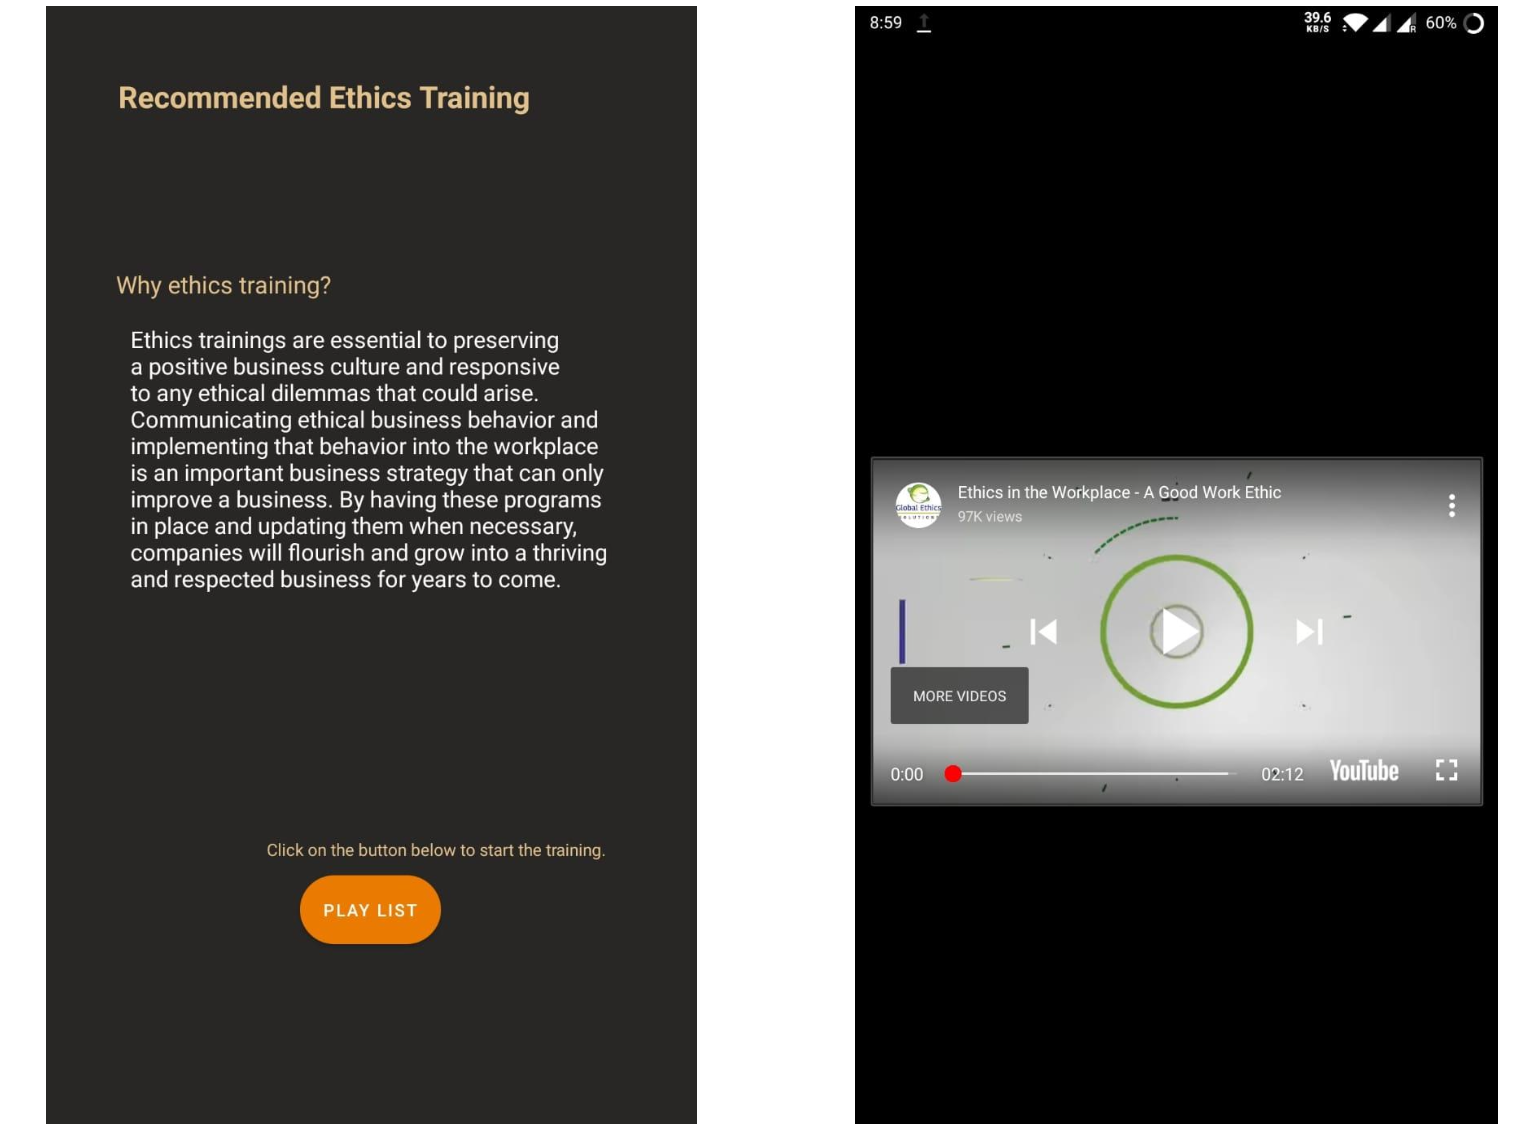 Recommended Ethics Training
Why ethics training?
Ethics trainings are essential to preserving
a positive business culture and responsive
to any ethical dilemmas that could arise.
Communicating ethical business behavior and
implementing that behavior into the workplace
is an important business strategy that can only
improve a business. By having these programs
in place and updating them when necessary,
companies will flourish and grow into a thriving
and respected business for years to come.
Click on the button below to start the training.
PLAY LIST
8:59
39.6
KB/S
R
60%
Global Ethics
SOLUTIONS
Ethics in the Workplace - A Good Work Ethic
97K views
MORE VIDEOS
0:00
02:12
YouTube